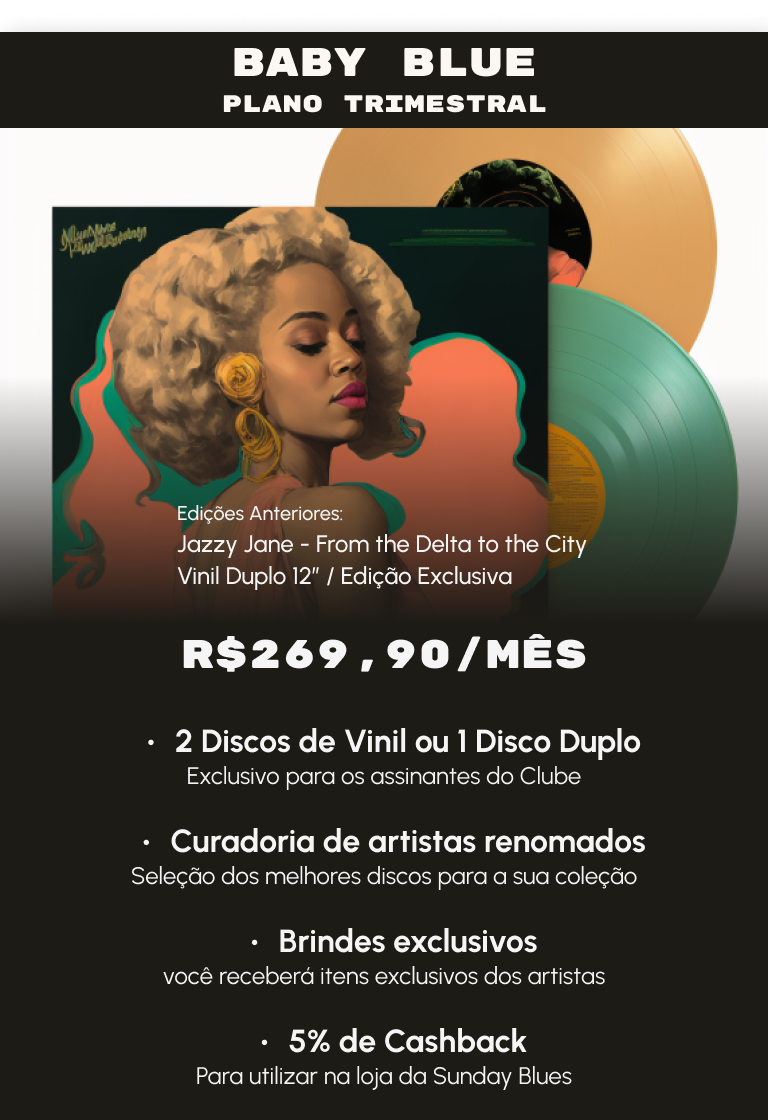 BABY BLUE
PLANO TRIMESTRAL
Edições Anteriores:
Jazzy Jane - From the Delta to the City
Vinil Duplo 12” / Edição Exclusiva
R$269,90/MÊS
• 2 Discos de Vinil ou 1 Disco Duplo
Exclusivo para os assinantes do Clube
• Curadoria de artistas renomados
Seleção dos melhores discos para a sua coleção
• Brindes exclusivos
você receberá itens exclusivos dos artistas
• 5% de Cashback
Para utilizar na loja da Sunday Blues